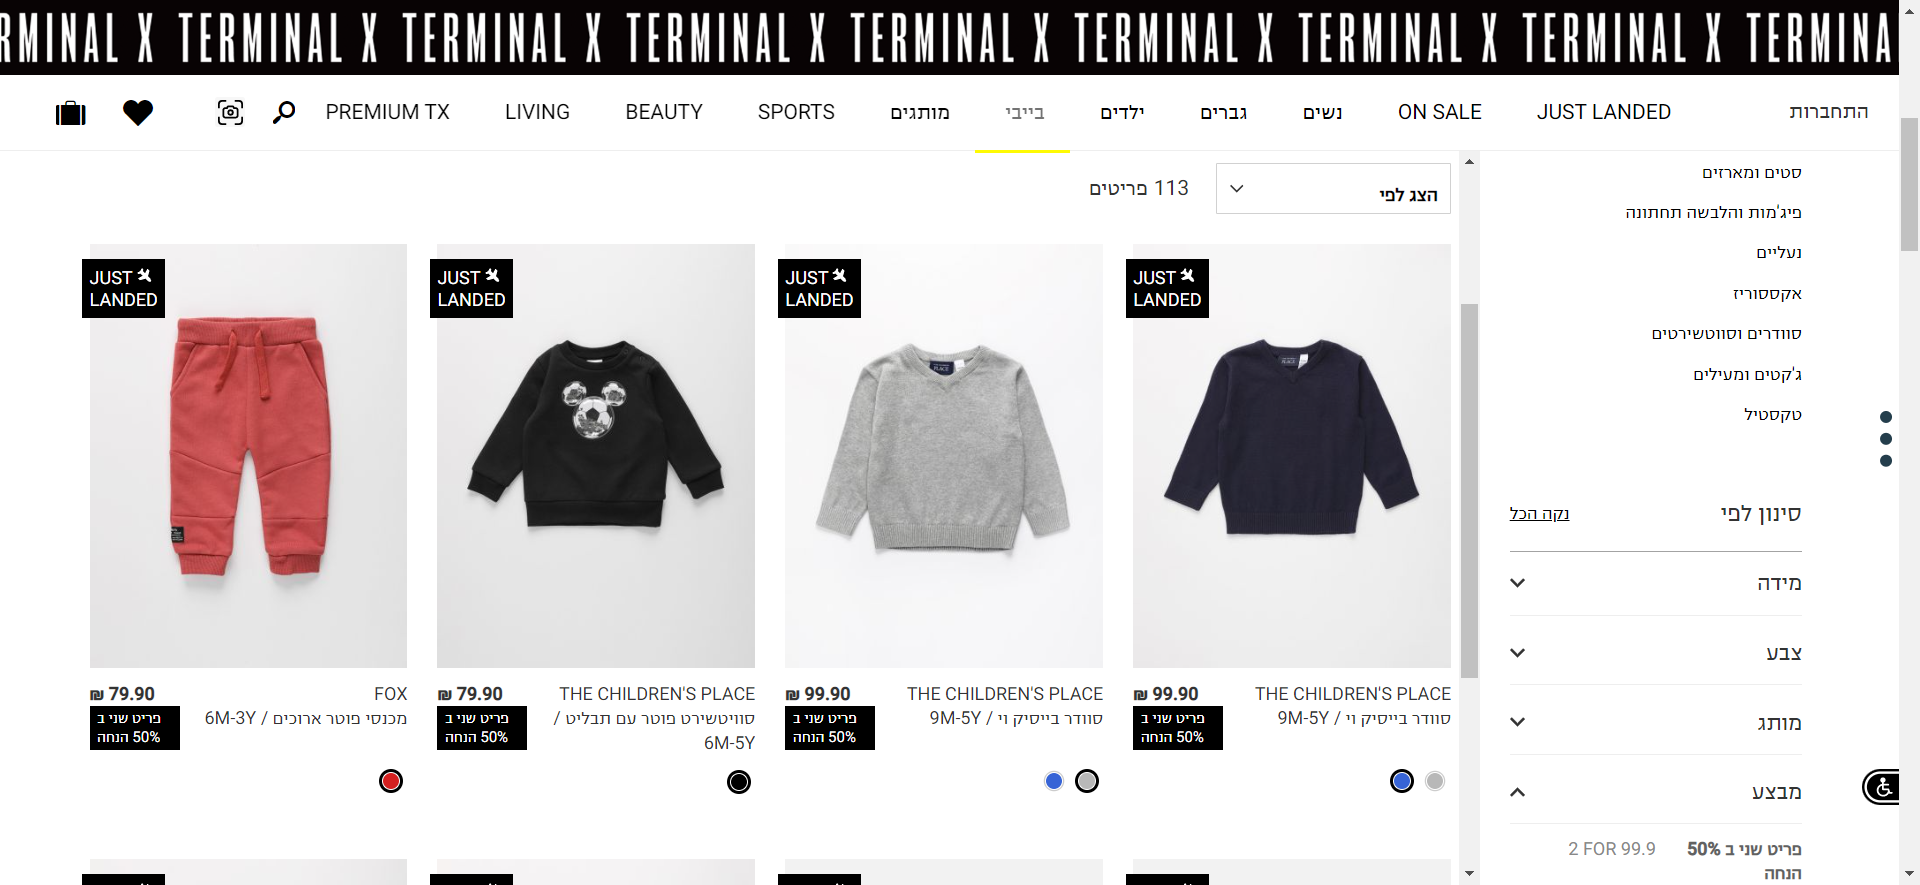 RMINAL X TERMINAL X TERMINAL X TERMINAL X TERMINAL X TERMINAL X TERMINAL X TERMINAL X TERMINA
התחברות
JUST LANDED
ON SALE
נשים
גברים
ילדים
בייבי
מותגים
SPORTS
BEAUTY
LIVING
PREMIUM TX
סטים ומארזים
פיג'מות והלבשה תחתונה
נעליים
אקססוריז
סוודרים וסווטשירטים
ג'קטים ומעילים
טקסטיל
סינון לפי
נקה הכל
מידה
צבע
מותג
מבצע
פריט שני ב 50%
הנחה
2 FOR 99.9
הצג לפי
113 פריטים
JUST
LANDED
PLACE
THE CHILDREN'S PLACE
99.90 ₪
סוודר בייסיק וי / 9M-5Y
פריט שני ב
50% הנחה
JUST
LANDED
PLACE
THE CHILDREN'S PLACE
99.90 ₪
סוודר בייסיק וי / 9M-5Y
פריט שני ב
50% הנחה
JUST
LANDED
THE CHILDREN'S PLACE
79.90 ₪
סוויטשירט פוטר עם תבליט /
6M-5Y
פריט שני ב
50% הנחה
JUST
LANDED
FOX
79.90 ₪
מכנסי פוטר ארוכים / 6M-3Y
פריט שני ב
50% הנחה